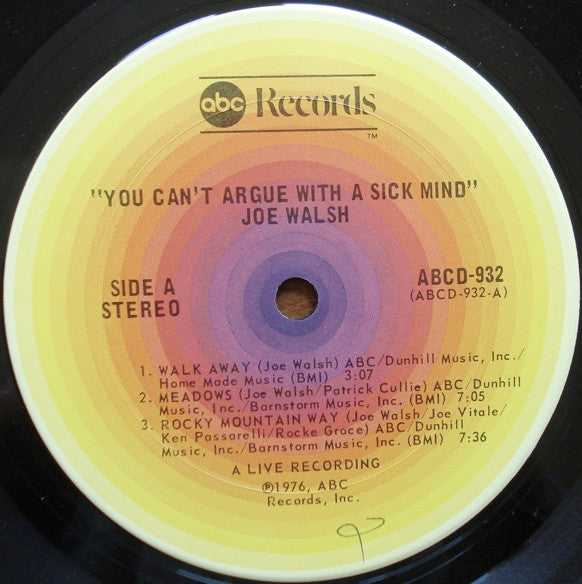 abc Records
TM
"YOU CAN'T ARGUE WITH A SICK MIND"
JOE WALSH
SIDE A
STEREO
ABCD-932
(ABCD-932-A)
1. WALK AWAY (Joe Walsh) ABC/Dunhill Music, Inc./
Home Made Music (BMI) 3:07
2. MEADOWS (Joe Walsh/Patrick Cullie) ABC/Dunhill
Music, Inc./Barnstorm Music, Inc. (BMI) 7:05
3. ROCKY MOUNTAIN WAY (Joe Walsh/Joe Vitale/
Ken Passarelli/Rocke Grace) ABC/Dunhill
Music, Inc./Barnstorm Music, Inc. (BMI) 7:36
A LIVE RECORDING
℗1976, ABC
Records, Inc.